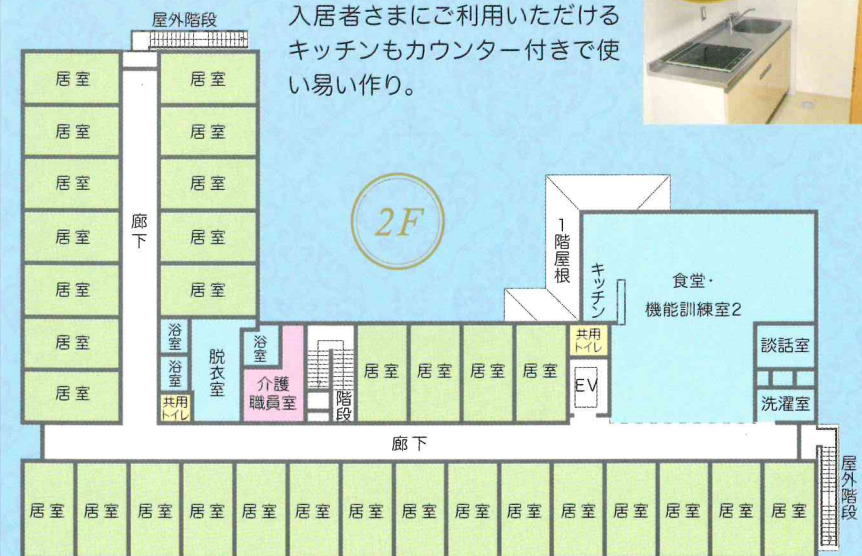 入居者さまにご利用いただける
キッチンもカウンター付きで使
い易い作り。
屋外階段
居室 居室
居室 居室
居室 居室
居室 居室
居室 居室
居室
居室
廊下
2F
1階屋根
キッチン
食堂・
機能訓練室2
談話室
洗濯室
浴室
浴室
共用
トイレ
脱衣室
浴室
介護
職員室
階段
居室 居室 居室 居室
共用
トイレ
EV
廊下
屋外階段
居室 居室 居室 居室 居室 居室 居室 居室 居室 居室 居室 居室 居室 居室 居室